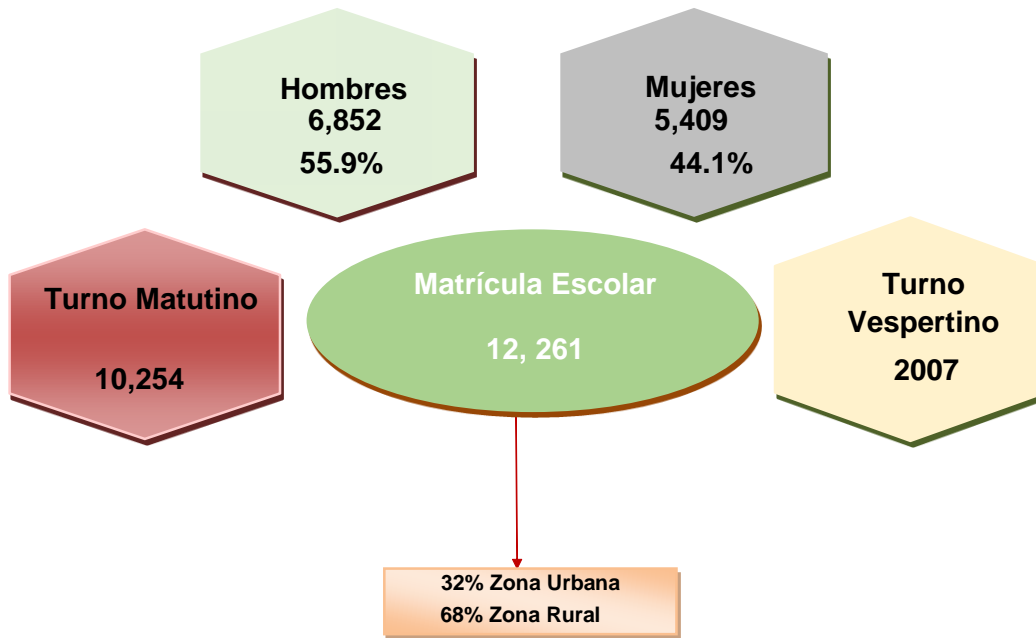 Hombres
6,852
55.9%
Mujeres
5,409
44.1%
Turno Matutino
10,254
Matrícula Escolar
12, 261
Turno
Vespertino
2007
32% Zona Urbana
68% Zona Rural